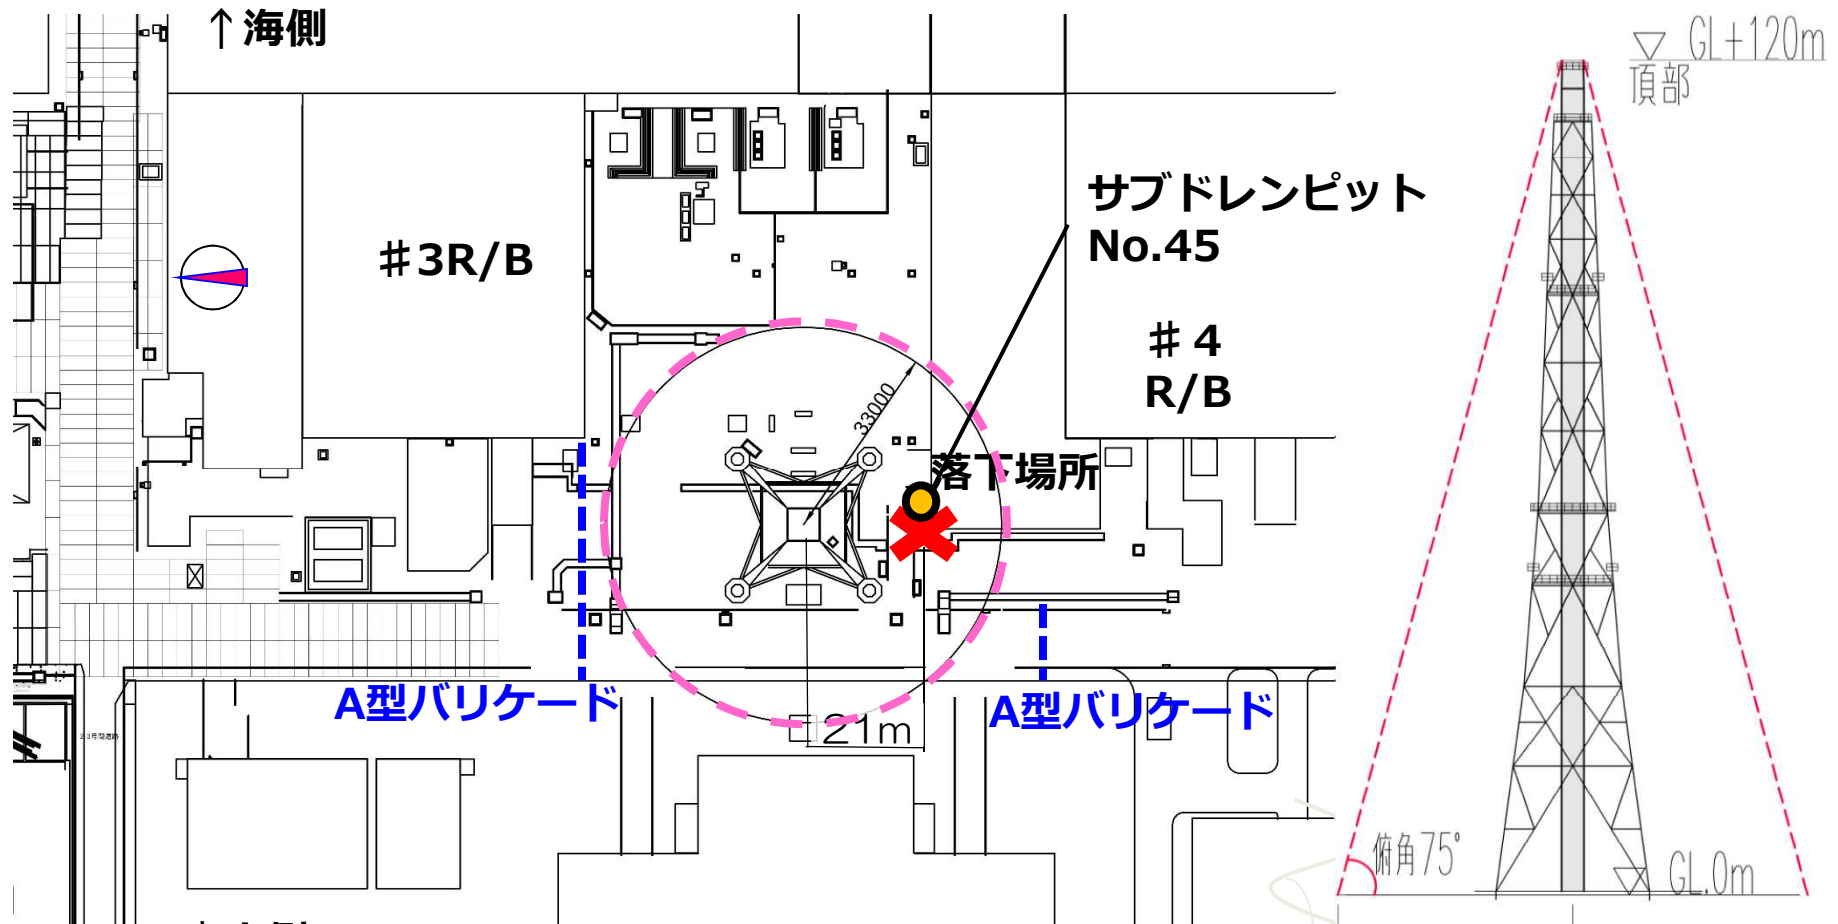 ↑海側
▽ GL+120m
頂部
サブドレンピット
No.45
♯3R/B
♯4
R/B
33000
落下場所
A型バリケード
A型バリケード
21m
俯角75°
GL.0m